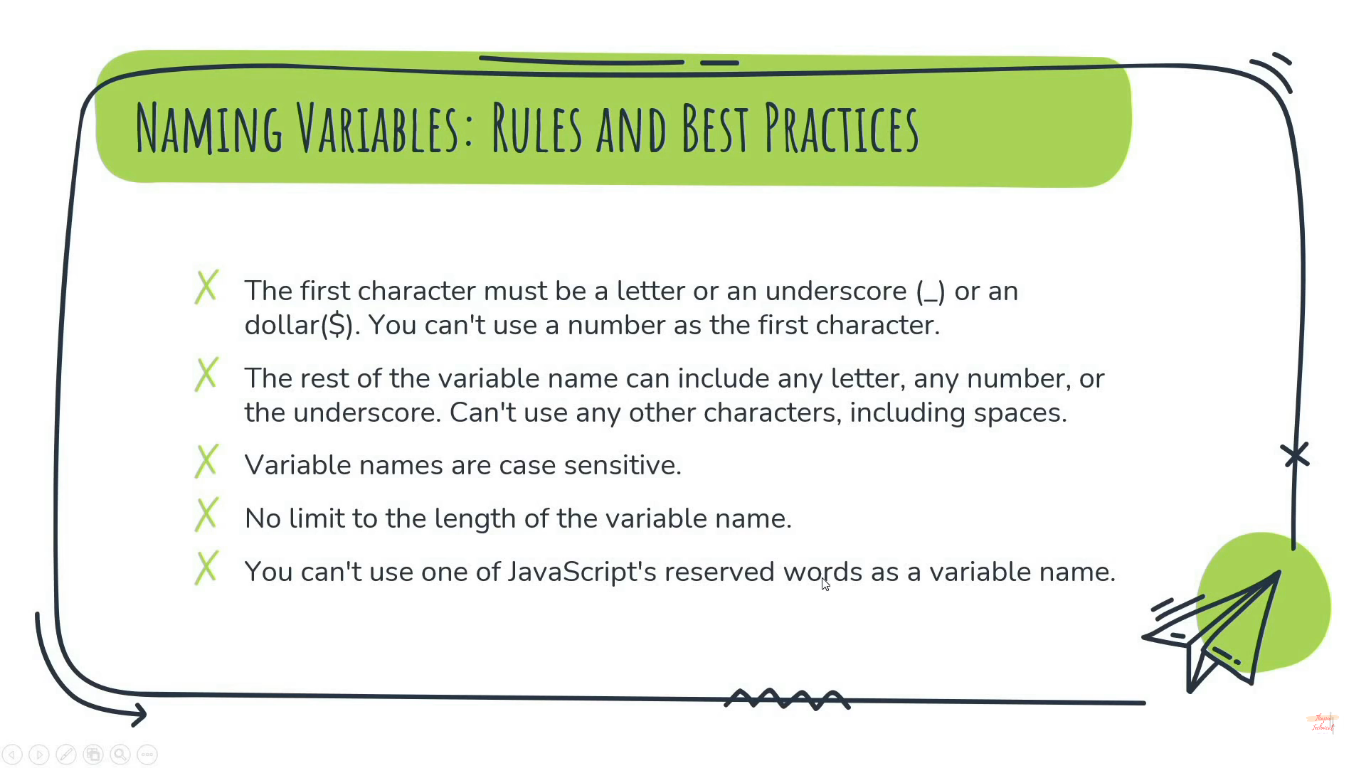 Naming Variables: Rules and Best Practices
The first character must be a letter or an underscore (_) or an
dollar($). You can't use a number as the first character.
The rest of the variable name can include any letter, any number, or
the underscore. Can't use any other characters, including spaces.
Variable names are case sensitive.
No limit to the length of the variable name.
You can't use one of JavaScript's reserved words as a variable name.